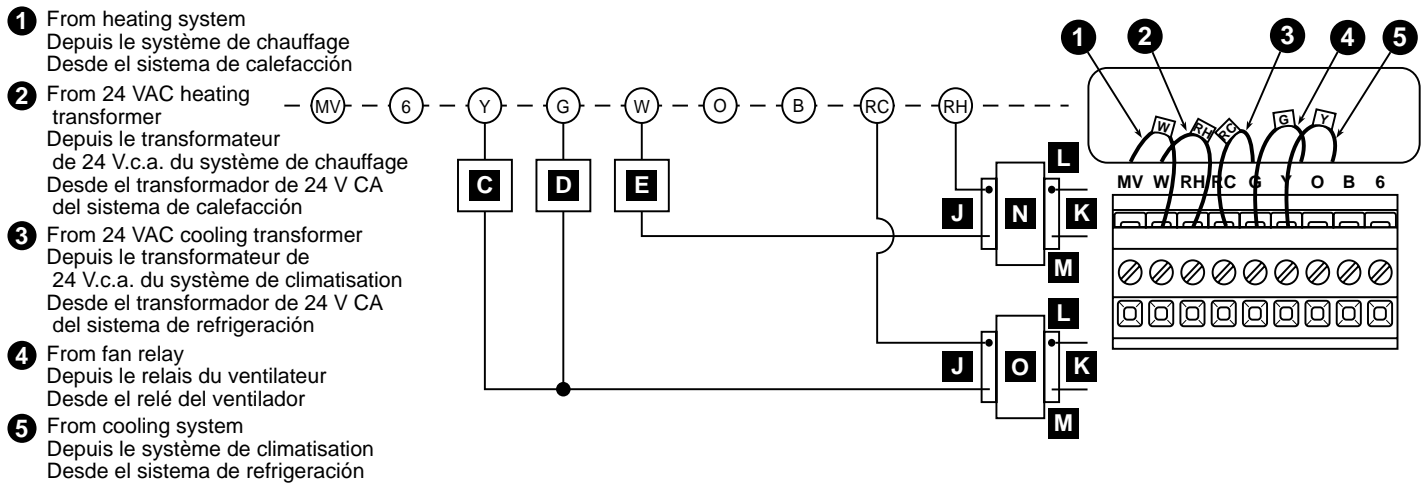 1 From heating system
Depuis le système de chauffage
Desde el sistema de calefacción
2 From 24 VAC heating
transformer
Depuis le transformateur
de 24 V.c.a. du système de chauffage
Desde el transformador de 24 V CA
del sistema de calefacción
3 From 24 VAC cooling transformer
Depuis le transformateur de
24 V.c.a. du système de climatisation
Desde el transformador de 24 V CA
del sistema de refrigeración
4 From fan relay
Depuis le relais du ventilateur
Desde el relé del ventilador
5 From cooling system
Depuis le système de climatisation
Desde el sistema de refrigeración
MV 6 Y G W O B RC RH
C D E
J N L K M
J O L K M
1 2 3 4 5
W RH RC G Y
MV W RH RC G Y O B 6